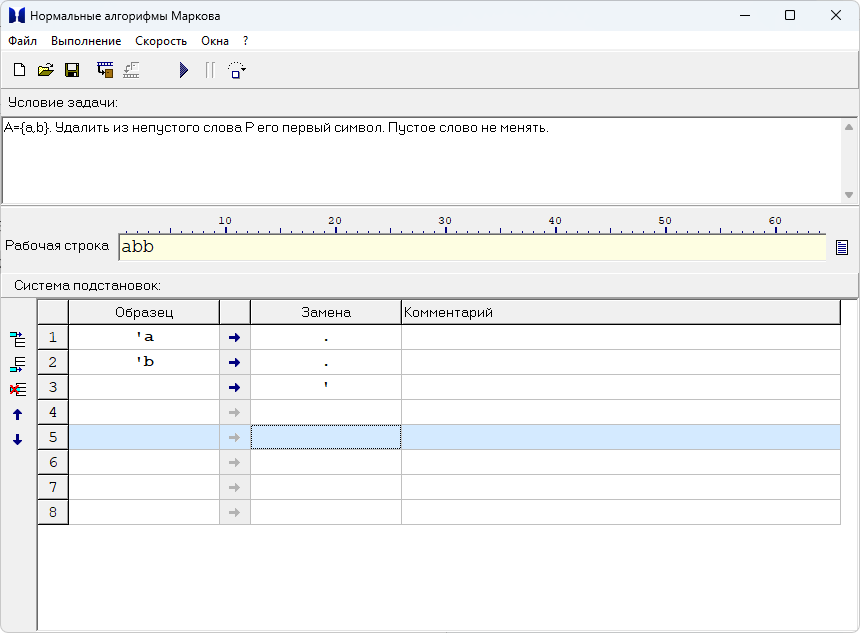 Нормальные алгорифмы Маркова
Файл Выполнение Скорость Окна ?
Условие задачи:
A={a,b}. Удалить из непустого слова P его первый символ. Пустое слово не менять.
10 20 30 40 50 60
Рабочая строка abb
Система подстановок:
Образец Замена Комментарий
1 'a → .
2 'b → .
3 → '
4 →
5 →
6 →
7 →
8 →